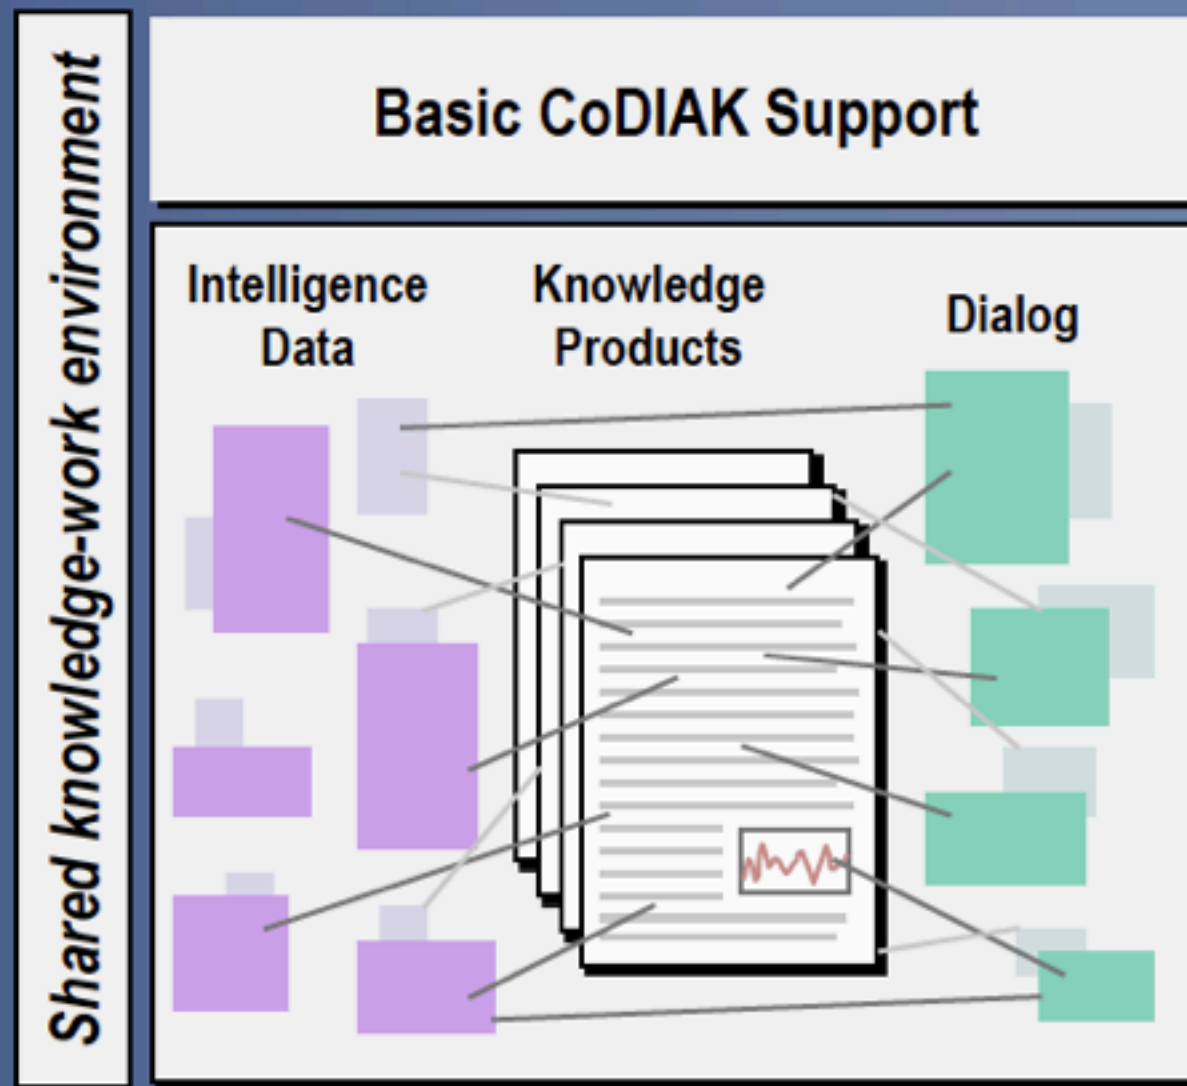 Shared knowledge-work environment
Basic CoDIAK Support
Intelligence
Data
Knowledge
Products
Dialog